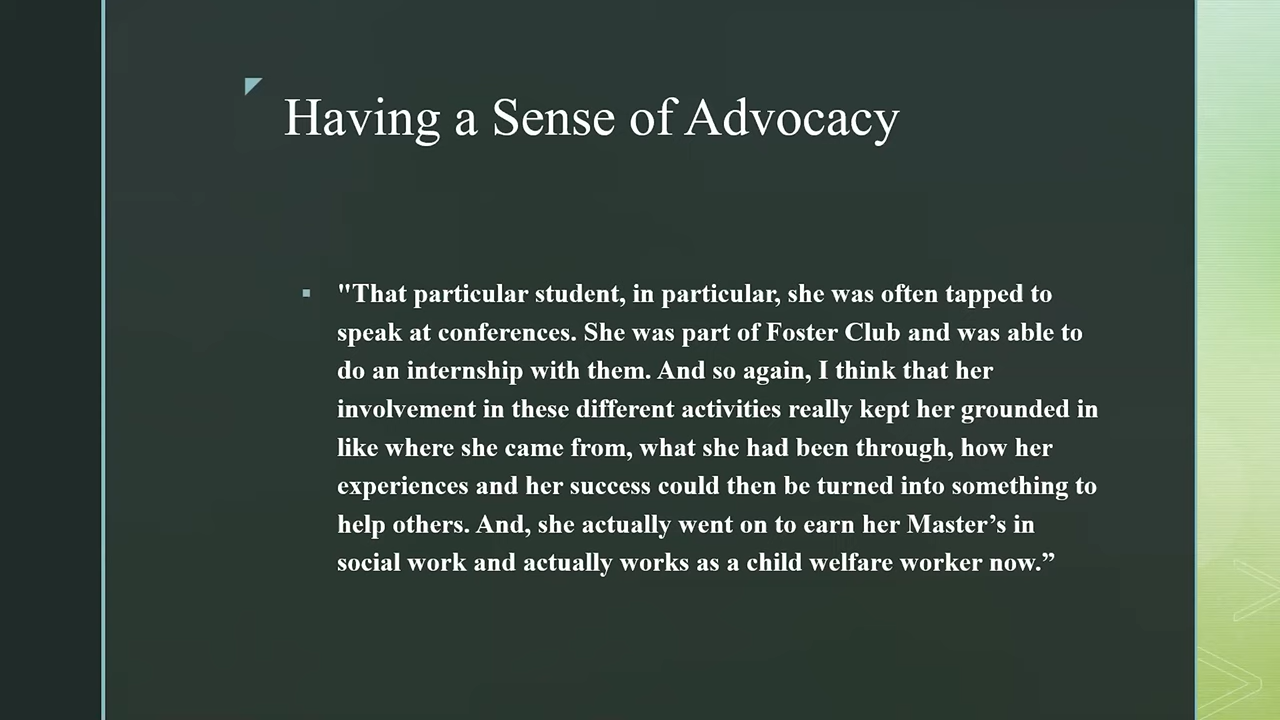 Having a Sense of Advocacy
"That particular student, in particular, she was often tapped to
speak at conferences. She was part of Foster Club and was able to
do an internship with them. And so again, I think that her
involvement in these different activities really kept her grounded in
like where she came from, what she had been through, how her
experiences and her success could then be turned into something to
help others. And, she actually went on to earn her Master’s in
social work and actually works as a child welfare worker now.”